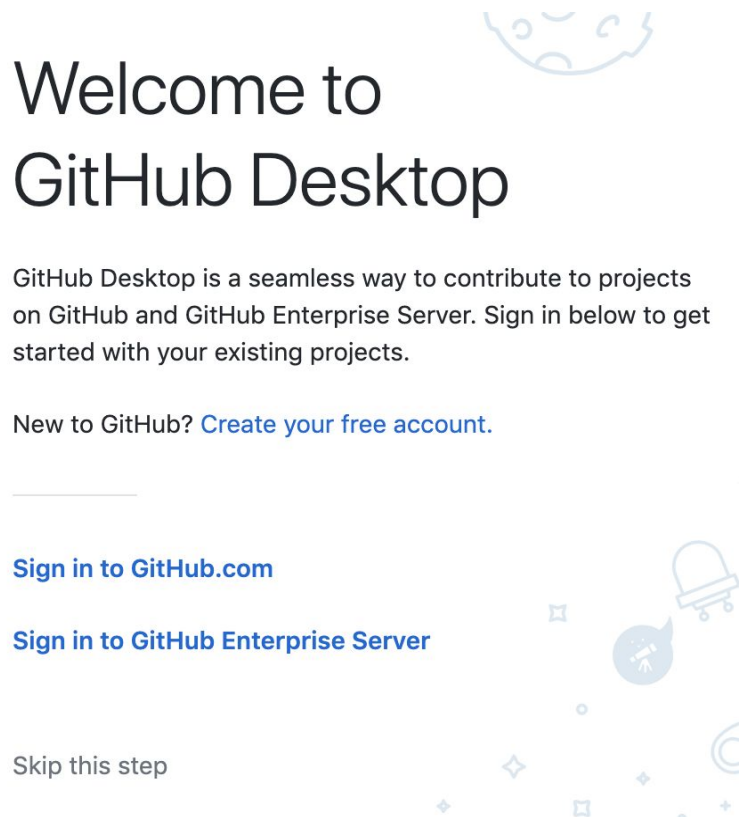 Welcome to
GitHub Desktop
GitHub Desktop is a seamless way to contribute to projects
on GitHub and GitHub Enterprise Server. Sign in below to get
started with your existing projects.
New to GitHub? Create your free account.
Sign in to GitHub.com
Sign in to GitHub Enterprise Server
Skip this step